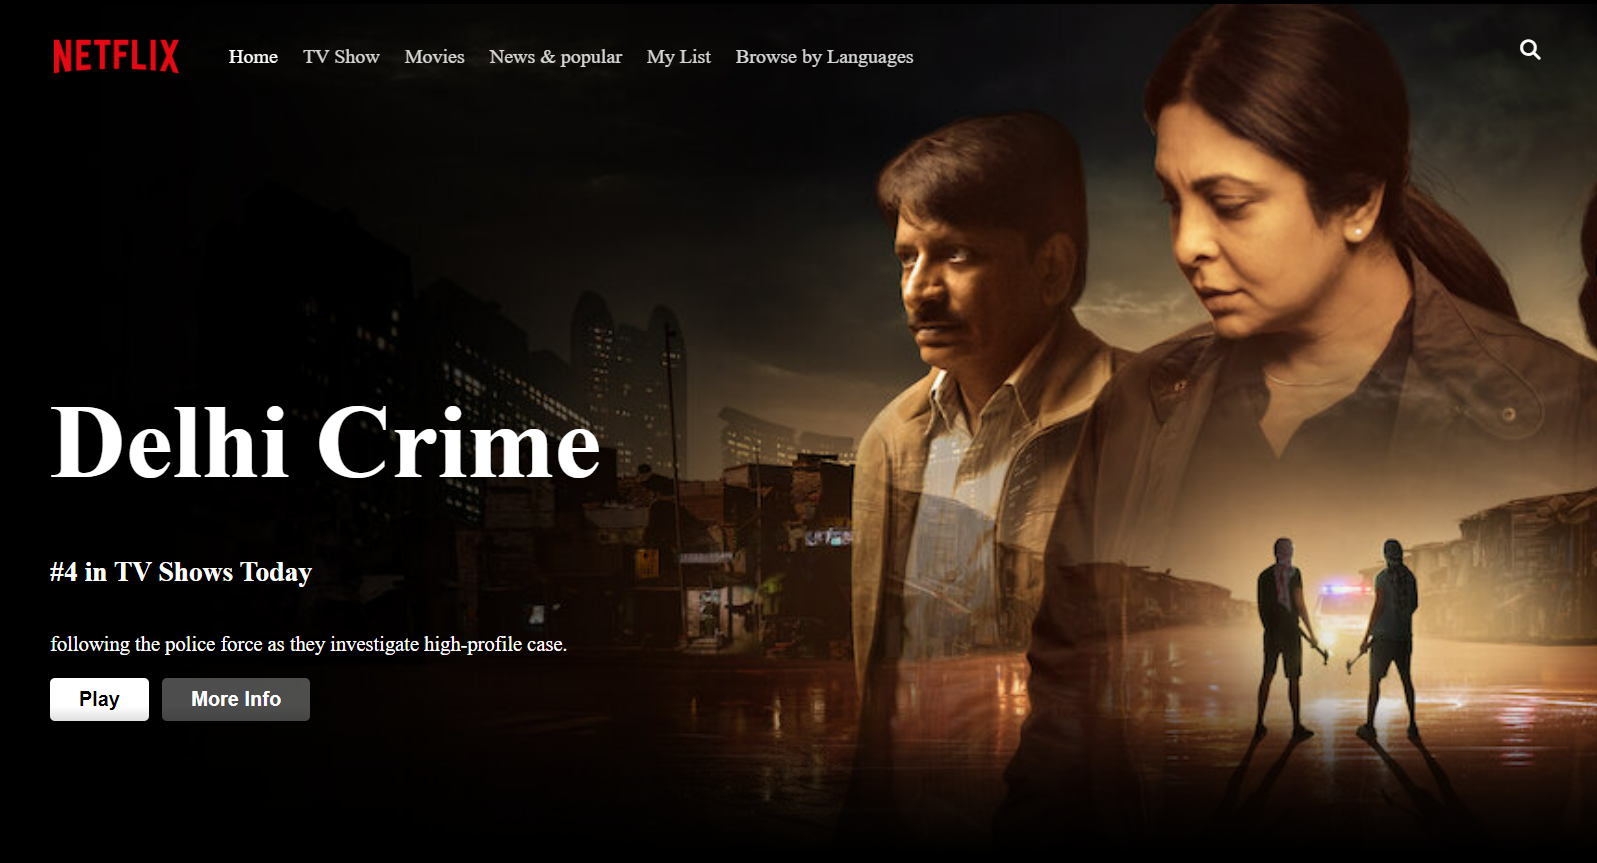 NETFLIX Home TV Show Movies News & popular My List Browse by Languages
Delhi Crime
#4 in TV Shows Today
following the police force as they investigate high-profile case.
Play More Info